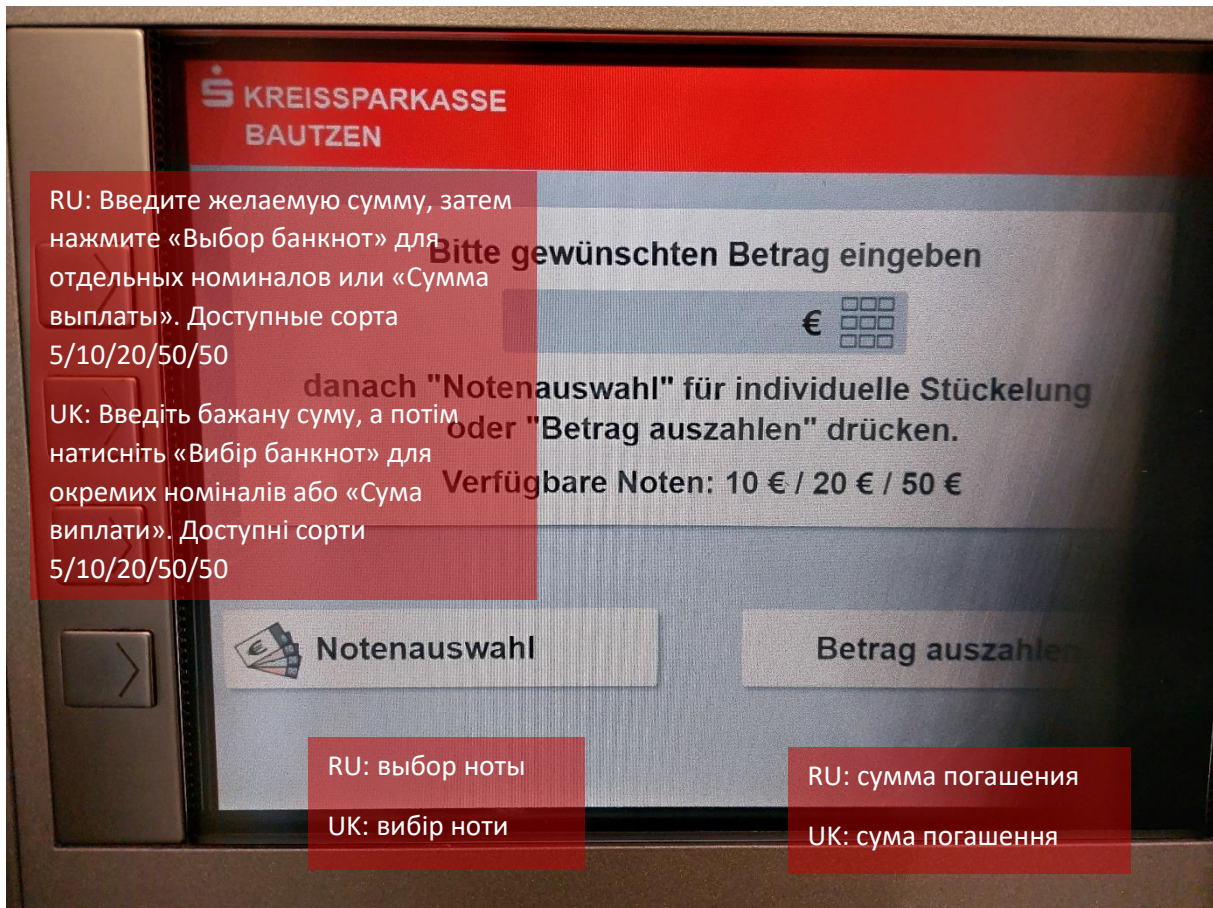 KREISSPARKASSE
BAUTZEN
RU: Введите желаемую сумму, затем
нажмите «Выбор банкнот» для
отдельных номиналов или «Сумма
выплаты». Доступные сорта
5/10/20/50/50
UK: Введіть бажану суму, а потім
натисніть «Вибір банкнот» для
окремих номіналів або «Сума
виплати». Доступні сорти
5/10/20/50/50
Bitte gewünschten Betrag eingeben
€
danach "Notenauswahl" für individuelle Stückelung
oder "Betrag auszahlen" drücken.
Verfügbare Noten: 10 € / 20 € / 50 €
Notenauswahl
Betrag auszahlen
RU: выбор ноты
UK: вибір ноти
RU: сумма погашения
UK: сума погашення